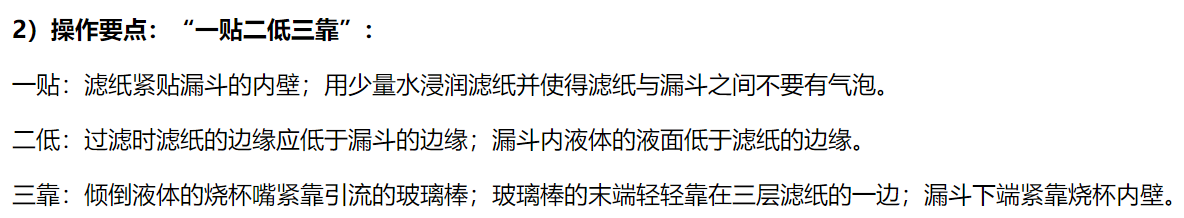 2）操作要点：“一贴二低三靠”：
一贴：滤纸紧贴漏斗的内壁；用少量水浸润滤纸并使得滤纸与漏斗之间不要有气泡。
二低：过滤时滤纸的边缘应低于漏斗的边缘；漏斗内液体的液面低于滤纸的边缘。
三靠：倾倒液体的烧杯嘴紧靠引流的玻璃棒；玻璃棒的末端轻轻靠在三层滤纸的一边；漏斗下端紧靠烧杯内壁。